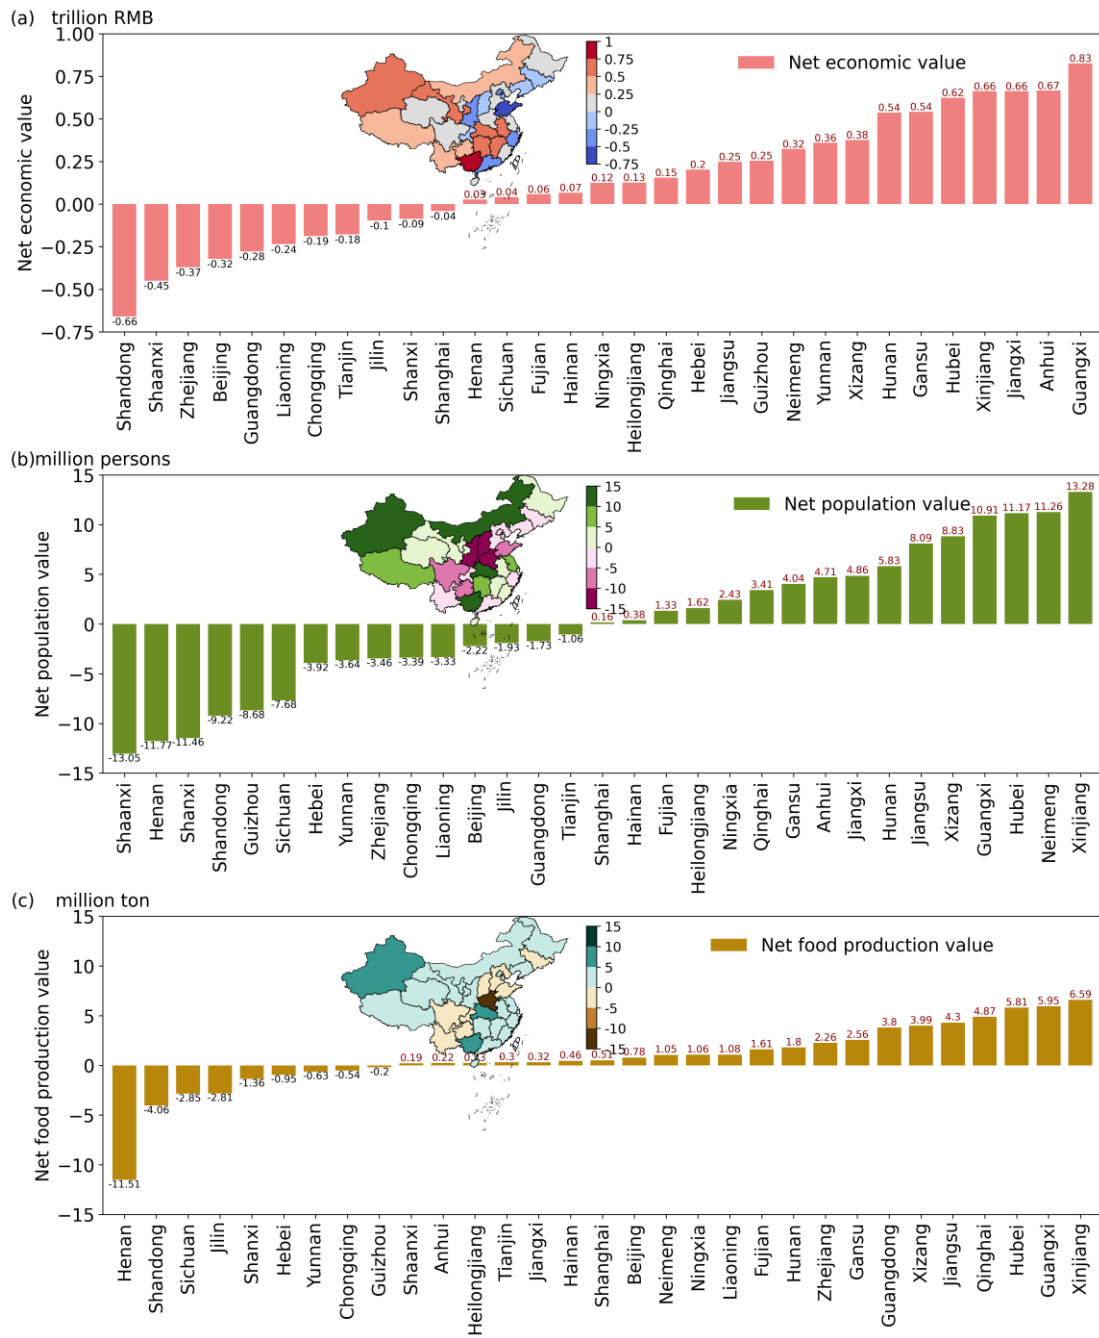 (a) trillion RMB
Net economic value
1.00
0.75
0.50
0.25
0.00
−0.25
−0.50
−0.75
1
0.75
0.5
0.25
0
-0.25
-0.5
-0.75
Net economic value
-0.66
-0.45
-0.37
-0.32
-0.28
-0.24
-0.19
-0.18
-0.1
-0.09
-0.04
0.03
0.04
0.06
0.07
0.12
0.13
0.15
0.2
0.25
0.25
0.32
0.36
0.38
0.54
0.54
0.62
0.66
0.66
0.67
0.83
Shandong
Shaanxi
Zhejiang
Beijing
Guangdong
Liaoning
Chongqing
Tianjin
Jilin
Shanxi
Shanghai
Henan
Sichuan
Fujian
Hainan
Ningxia
Heilongjiang
Qinghai
Hebei
Jiangsu
Guizhou
Neimeng
Yunnan
Xizang
Hunan
Gansu
Hubei
Xinjiang
Jiangxi
Anhui
Guangxi
(b)million persons
Net population value
15
10
5
0
−5
−10
−15
15
10
5
0
-5
-10
-15
Net population value
-13.05
-11.77
-11.46
-9.22
-8.68
-7.68
-3.92
-3.64
-3.46
-3.39
-3.33
-2.22
-1.93
-1.73
-1.06
0.16
0.38
1.33
1.62
2.43
3.41
4.04
4.71
4.86
5.83
8.09
8.83
10.91
11.17
11.26
13.28
Shaanxi
Henan
Shanxi
Shandong
Guizhou
Sichuan
Hebei
Yunnan
Zhejiang
Chongqing
Liaoning
Beijing
Jilin
Guangdong
Tianjin
Shanghai
Hainan
Fujian
Heilongjiang
Ningxia
Qinghai
Gansu
Anhui
Jiangxi
Hunan
Jiangsu
Xizang
Guangxi
Hubei
Neimeng
Xinjiang
(c) million ton
Net food production value
15
10
5
0
−5
−10
−15
15
10
5
0
-5
-10
-15
Net food production value
-11.51
-4.06
-2.85
-2.81
-1.36
-0.95
-0.63
-0.54
-0.2
0.19
0.22
0.3
0.32
0.46
0.51
0.78
1.05
1.06
1.08
1.61
1.8
2.26
2.56
3.8
3.99
4.3
4.87
5.81
5.95
6.59
Henan
Shandong
Sichuan
Jilin
Shanxi
Hebei
Yunnan
Chongqing
Guizhou
Shaanxi
Anhui
Heilongjiang
Tianjin
Jiangxi
Hainan
Shanghai
Beijing
Neimeng
Ningxia
Liaoning
Fujian
Hunan
Zhejiang
Gansu
Guangdong
Xizang
Jiangsu
Qinghai
Hubei
Guangxi
Xinjiang